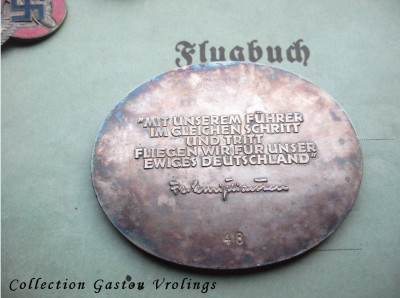 Flugbuch
"MIT UNSEREM FÜHRER
IM GLEICHEN SCHRITT
UND TRITT
FLIEGEN WIR FÜR UNSER
EWIGES DEUTSCHLAND"
48
Collection Gaston Vrolings